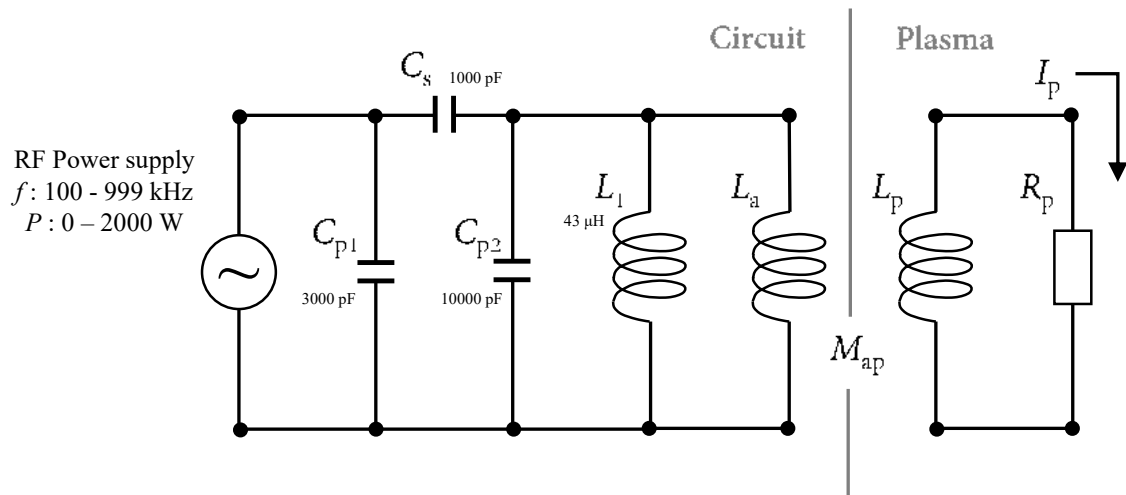 Circuit
Plasma
C_s 1000 pF
I_p
RF Power supply
f : 100 - 999 kHz
P : 0 – 2000 W
C_p1
3000 pF
C_p2
10000 pF
L_1
43 μH
L_a
L_p
R_p
M_ap